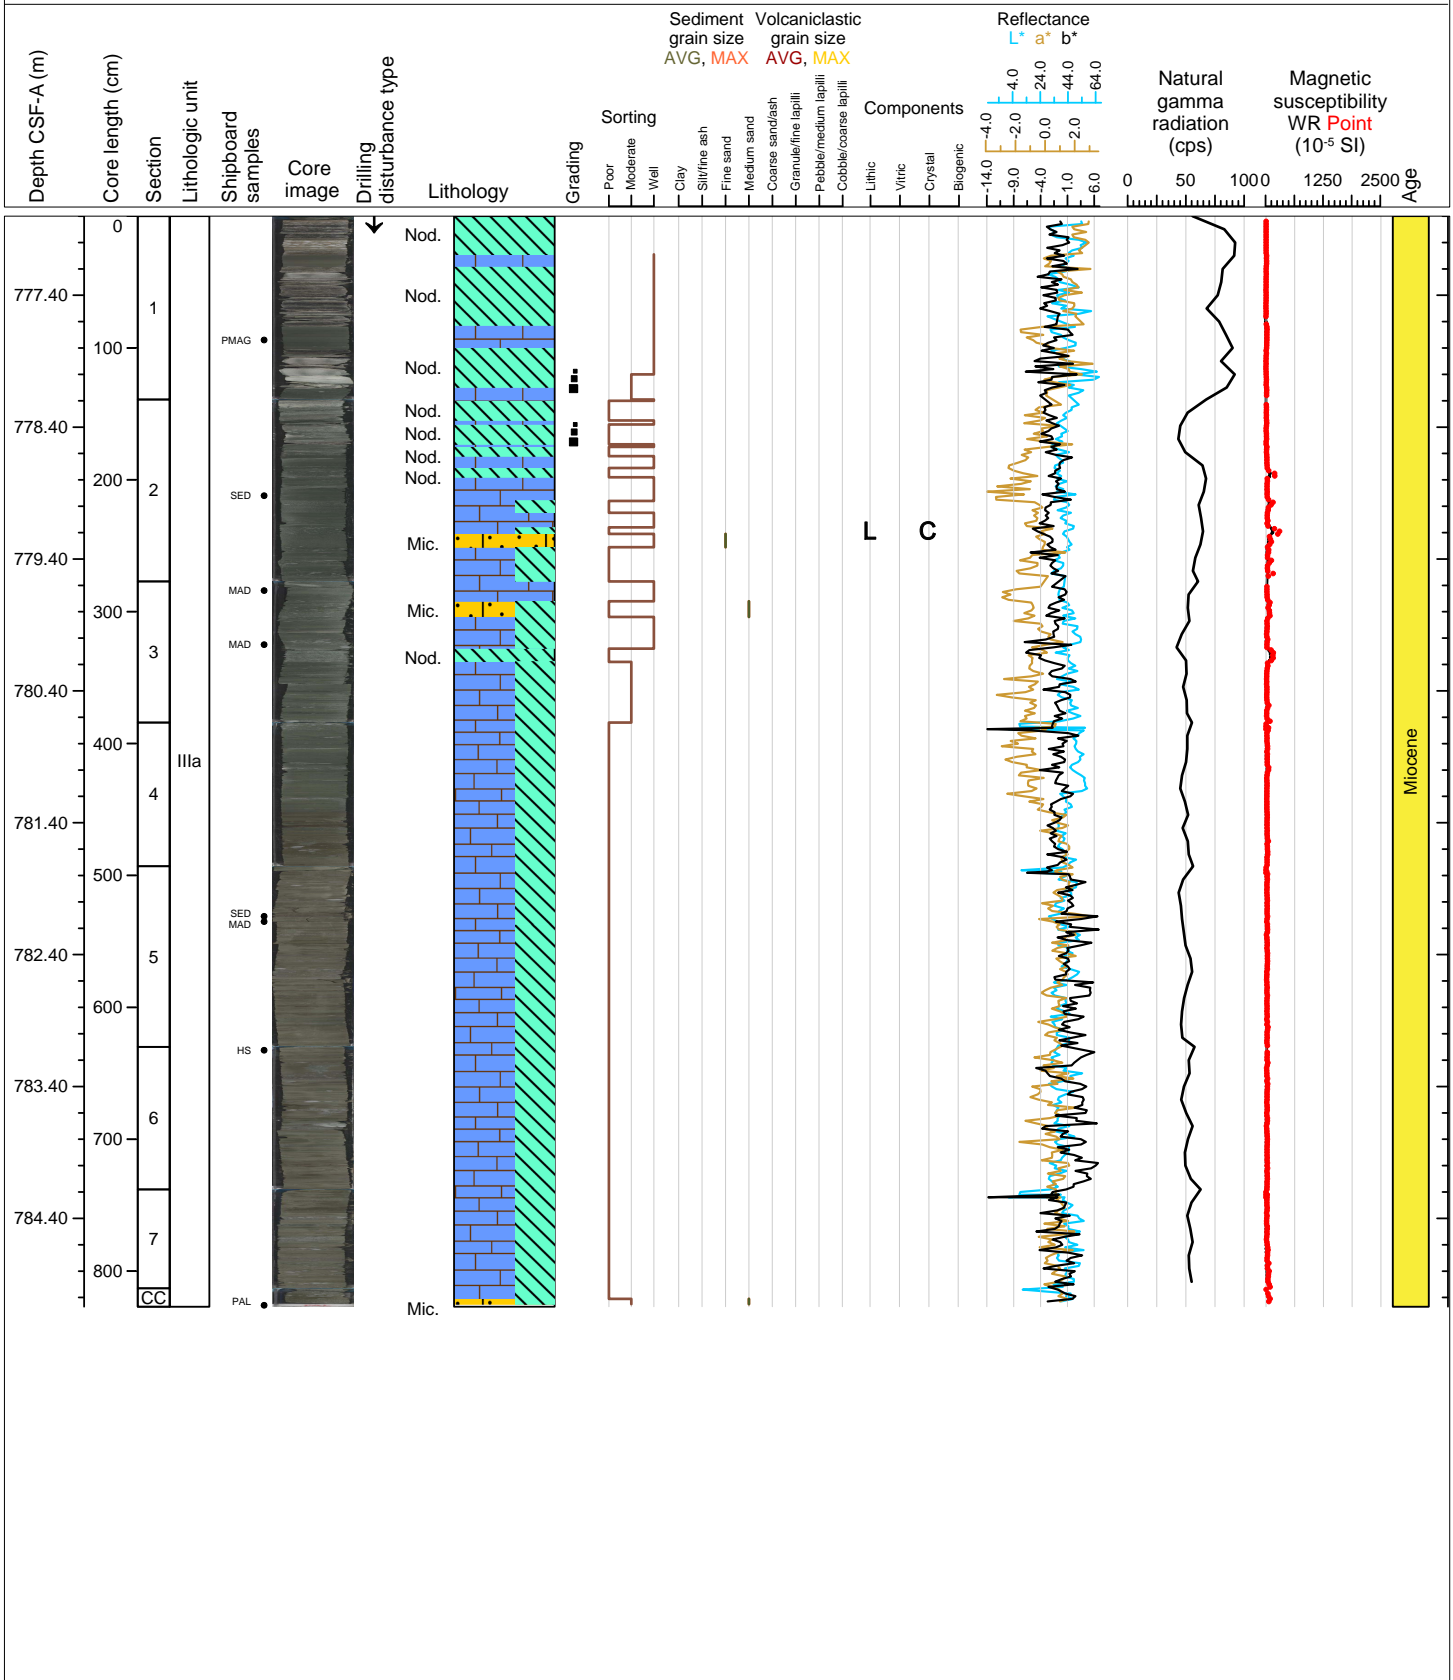 Depth CSF-A (m)
Core length (cm)
Section
Lithologic unit
Shipboard
samples
Core
image
Drilling
disturbance type
Lithology
Grading
Sorting
Poor
Moderate
Well
Sediment
grain size
AVG, MAX
Volcaniclastic
grain size
AVG, MAX
Clay
Silt/fine ash
Fine sand
Medium sand
Coarse sand/ash
Granule/fine lapilli
Pebble/medium lapilli
Cobble/coarse lapilli
Components
Lithic
Vitric
Crystal
Biogenic
Reflectance
L* a* b*
4.0 24.0 44.0 64.0
-4.0 -2.0 0.0 2.0
-14.0 -9.0 -4.0 1.0 6.0
Natural
gamma
radiation
(cps)
0 50 100
Magnetic
susceptibility
WR Point
(10-5 SI)
0 1250 2500
Age
0
100
200
300
400
500
600
700
800
777.40
778.40
779.40
780.40
781.40
782.40
783.40
784.40
1
2
3
4
5
6
7
CC
IIIa
PMAG
SED
MAD
MAD
SED
MAD
HS
PAL
Nod.
Nod.
Nod.
Nod.
Nod.
Nod.
Nod.
Mic.
Mic.
Nod.
Mic.
L C
Miocene